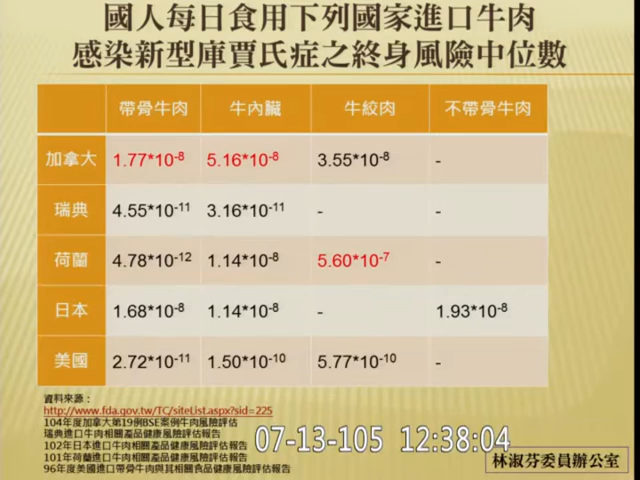 國人每日食用下列國家進口牛肉
感染新型庫賈氏症之終身風險中位數
帶骨牛肉 牛內臟 牛絞肉 不帶骨牛肉
加拿大 1.77*10-8 5.16*10-8 3.55*10-8 -
瑞典 4.55*10-11 3.16*10-11 - -
荷蘭 4.78*10-12 1.14*10-8 5.60*10-7 -
日本 1.68*10-8 1.14*10-8 - 1.93*10-8
美國 2.72*10-11 1.50*10-10 5.77*10-10 -
資料來源：
http://www.fda.gov.tw/TC/siteList.aspx?sid=225
104年度加拿大第19例BSE案例牛肉風險評估
瑞典進口牛肉相關產品健康風險評估報告
102年日本進口牛肉相關產品健康風險評估報告
101年荷蘭進口牛肉相關產品健康風險評估報告
96年度美國進口帶骨牛肉與其相關食品健康風險評估報告
07-13-105 12:38:04
林淑芬委員辦公室